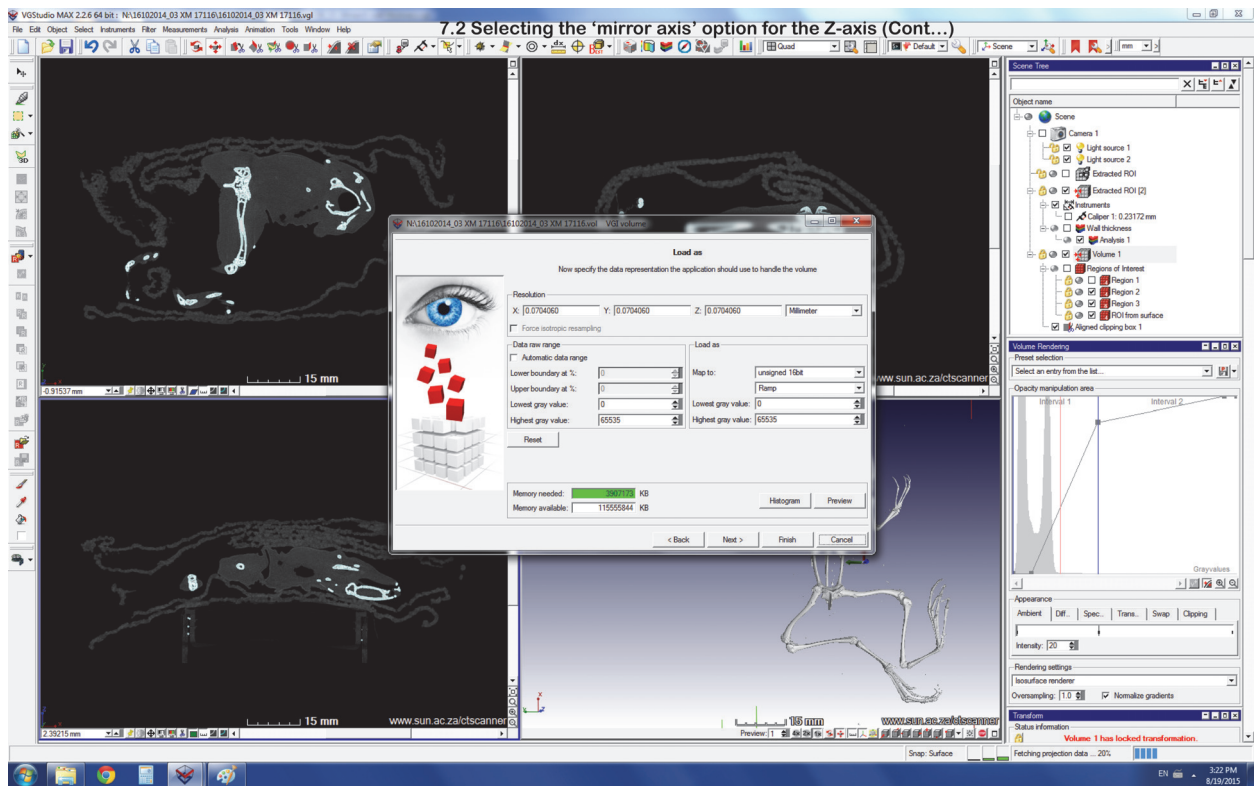 VGStudio MAX 2.2.6 64 bit : N:\16102014_03 XM 17116\16102014_03 XM 17116.vgl
7.2 Selecting the ‘mirror axis’ option for the Z-axis (Cont…)
File Edit Object Select Instruments Filter Measurements Analysis Animation Tools Window Help
Quad
Default
Scene
mm
Scene Tree
Object name
Scene
Camera 1
Light source 1
Light source 2
Extracted ROI
Extracted ROI [2]
Instruments
Caliper 1: 0.23172 mm
Wall thickness
Analysis 1
Volume 1
Regions of Interest
Region 1
Region 2
Region 3
ROI from surface
Aligned clipping box 1
15 mm
-0.91537 mm
www.sun.ac.za/ctscanner
N:\16102014_03 XM 17116\16102014_03 XM 17116.vol VGI volume
Load as
Now specify the data representation the application should use to handle the volume
Resolution
X: 0.0704060 Y: 0.0704060 Z: 0.0704060 Millimeter
Force isotropic resampling
Data raw range
Automatic data range
Lower boundary at %: 0
Upper boundary at %: 0
Lowest gray value: 0
Highest gray value: 65535
Load as
Map to: unsigned 16bit
Ramp
Lowest gray value: 0
Highest gray value: 65535
Reset
Memory needed: 3907173 KB
Memory available: 115555844 KB
Histogram Preview
< Back Next > Finish Cancel
Volume Rendering
Preset selection
Select an entry from the list...
Opacity manipulation area
Interval 1 Interval 2
Grayvalues
Appearance
Ambient Diff... Spec... Trans... Swap Clipping
Intensity: 20
Rendering settings
Isosurface renderer
Oversampling: 1.0 Normalize gradients
Transform
Status information
Volume 1 has locked transformation.
15 mm www.sun.ac.za/ctscanner
2.39215 mm
15 mm www.sun.ac.za/ctscanner
Preview: 1
Snap: Surface
Fetching projection data ... 20%
EN
3:22 PM
8/19/2015